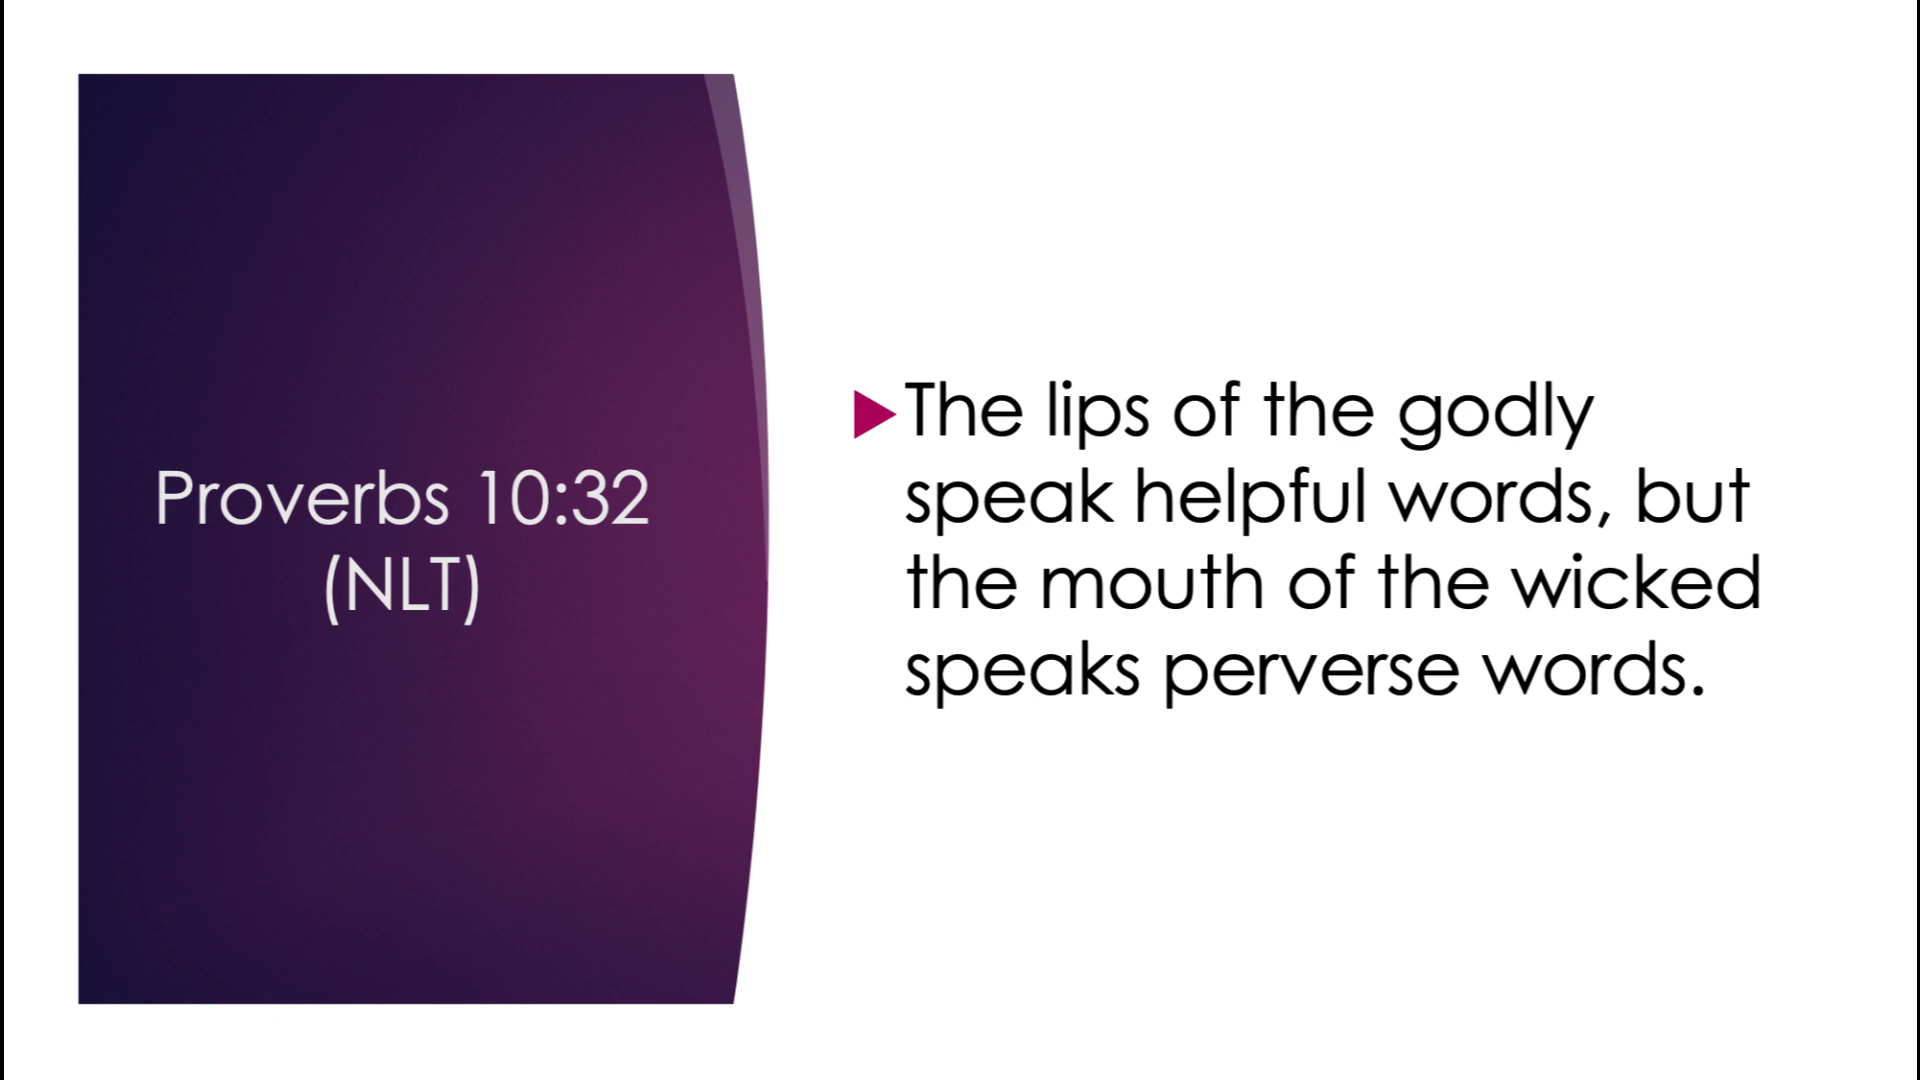 Proverbs 10:32
(NLT)
The lips of the godly
speak helpful words, but
the mouth of the wicked
speaks perverse words.